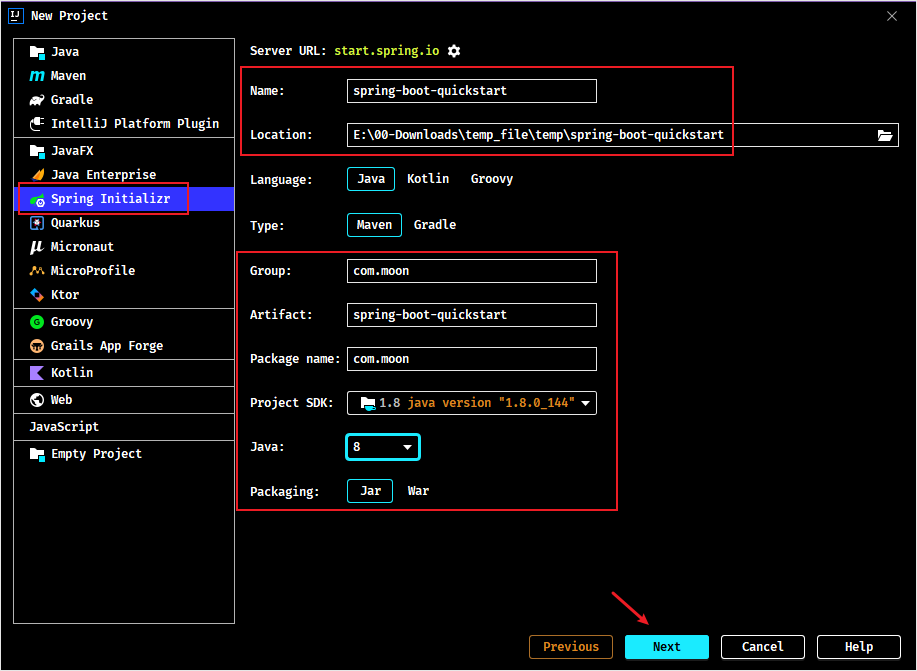 New Project
Java
Maven
Gradle
IntelliJ Platform Plugin
JavaFX
Java Enterprise
Spring Initializr
Quarkus
Micronaut
MicroProfile
Ktor
Groovy
Grails App Forge
Kotlin
Web
JavaScript
Empty Project
Server URL: start.spring.io
Name: spring-boot-quickstart
Location: E:\00-Downloads\temp_file\temp\spring-boot-quickstart
Language: Java Kotlin Groovy
Type: Maven Gradle
Group: com.moon
Artifact: spring-boot-quickstart
Package name: com.moon
Project SDK: 1.8 java version "1.8.0_144"
Java: 8
Packaging: Jar War
Previous Next Cancel Help